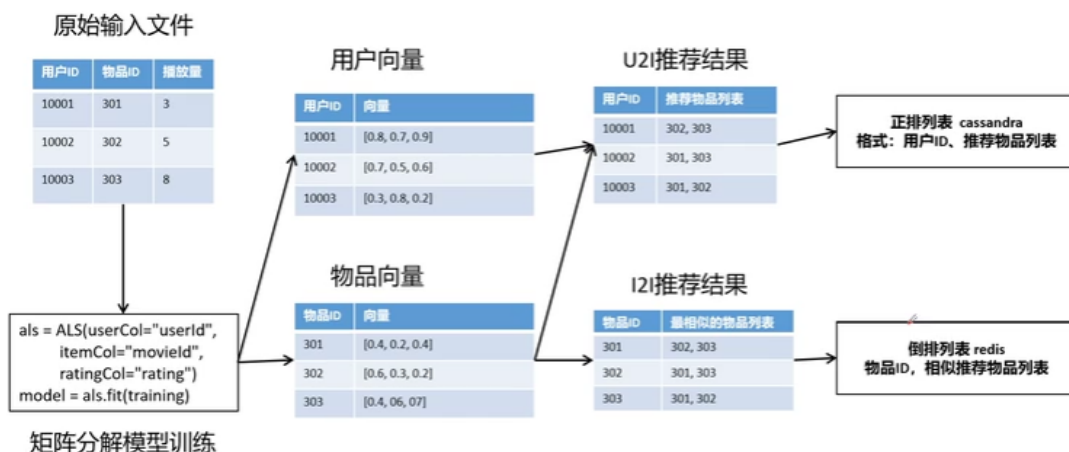 原始输入文件
用户ID 物品ID 播放量
10001 301 3
10002 302 5
10003 303 8
als = ALS(userCol="userId",
itemCol="movieId",
ratingCol="rating")
model = als.fit(training)
矩阵分解模型训练
用户向量
用户ID 向量
10001 [0.8, 0.7, 0.9]
10002 [0.7, 0.5, 0.6]
10003 [0.3, 0.8, 0.2]
物品向量
物品ID 向量
301 [0.4, 0.2, 0.4]
302 [0.6, 0.3, 0.2]
303 [0.4, 06, 07]
U2I推荐结果
用户ID 推荐物品列表
10001 302, 303
10002 301, 303
10003 301, 302
I2I推荐结果
物品ID 最相似的物品列表
301 302, 303
302 301, 303
303 301, 302
正排列表 cassandra
格式：用户ID、推荐物品列表
倒排列表 redis
物品ID，相似推荐物品列表